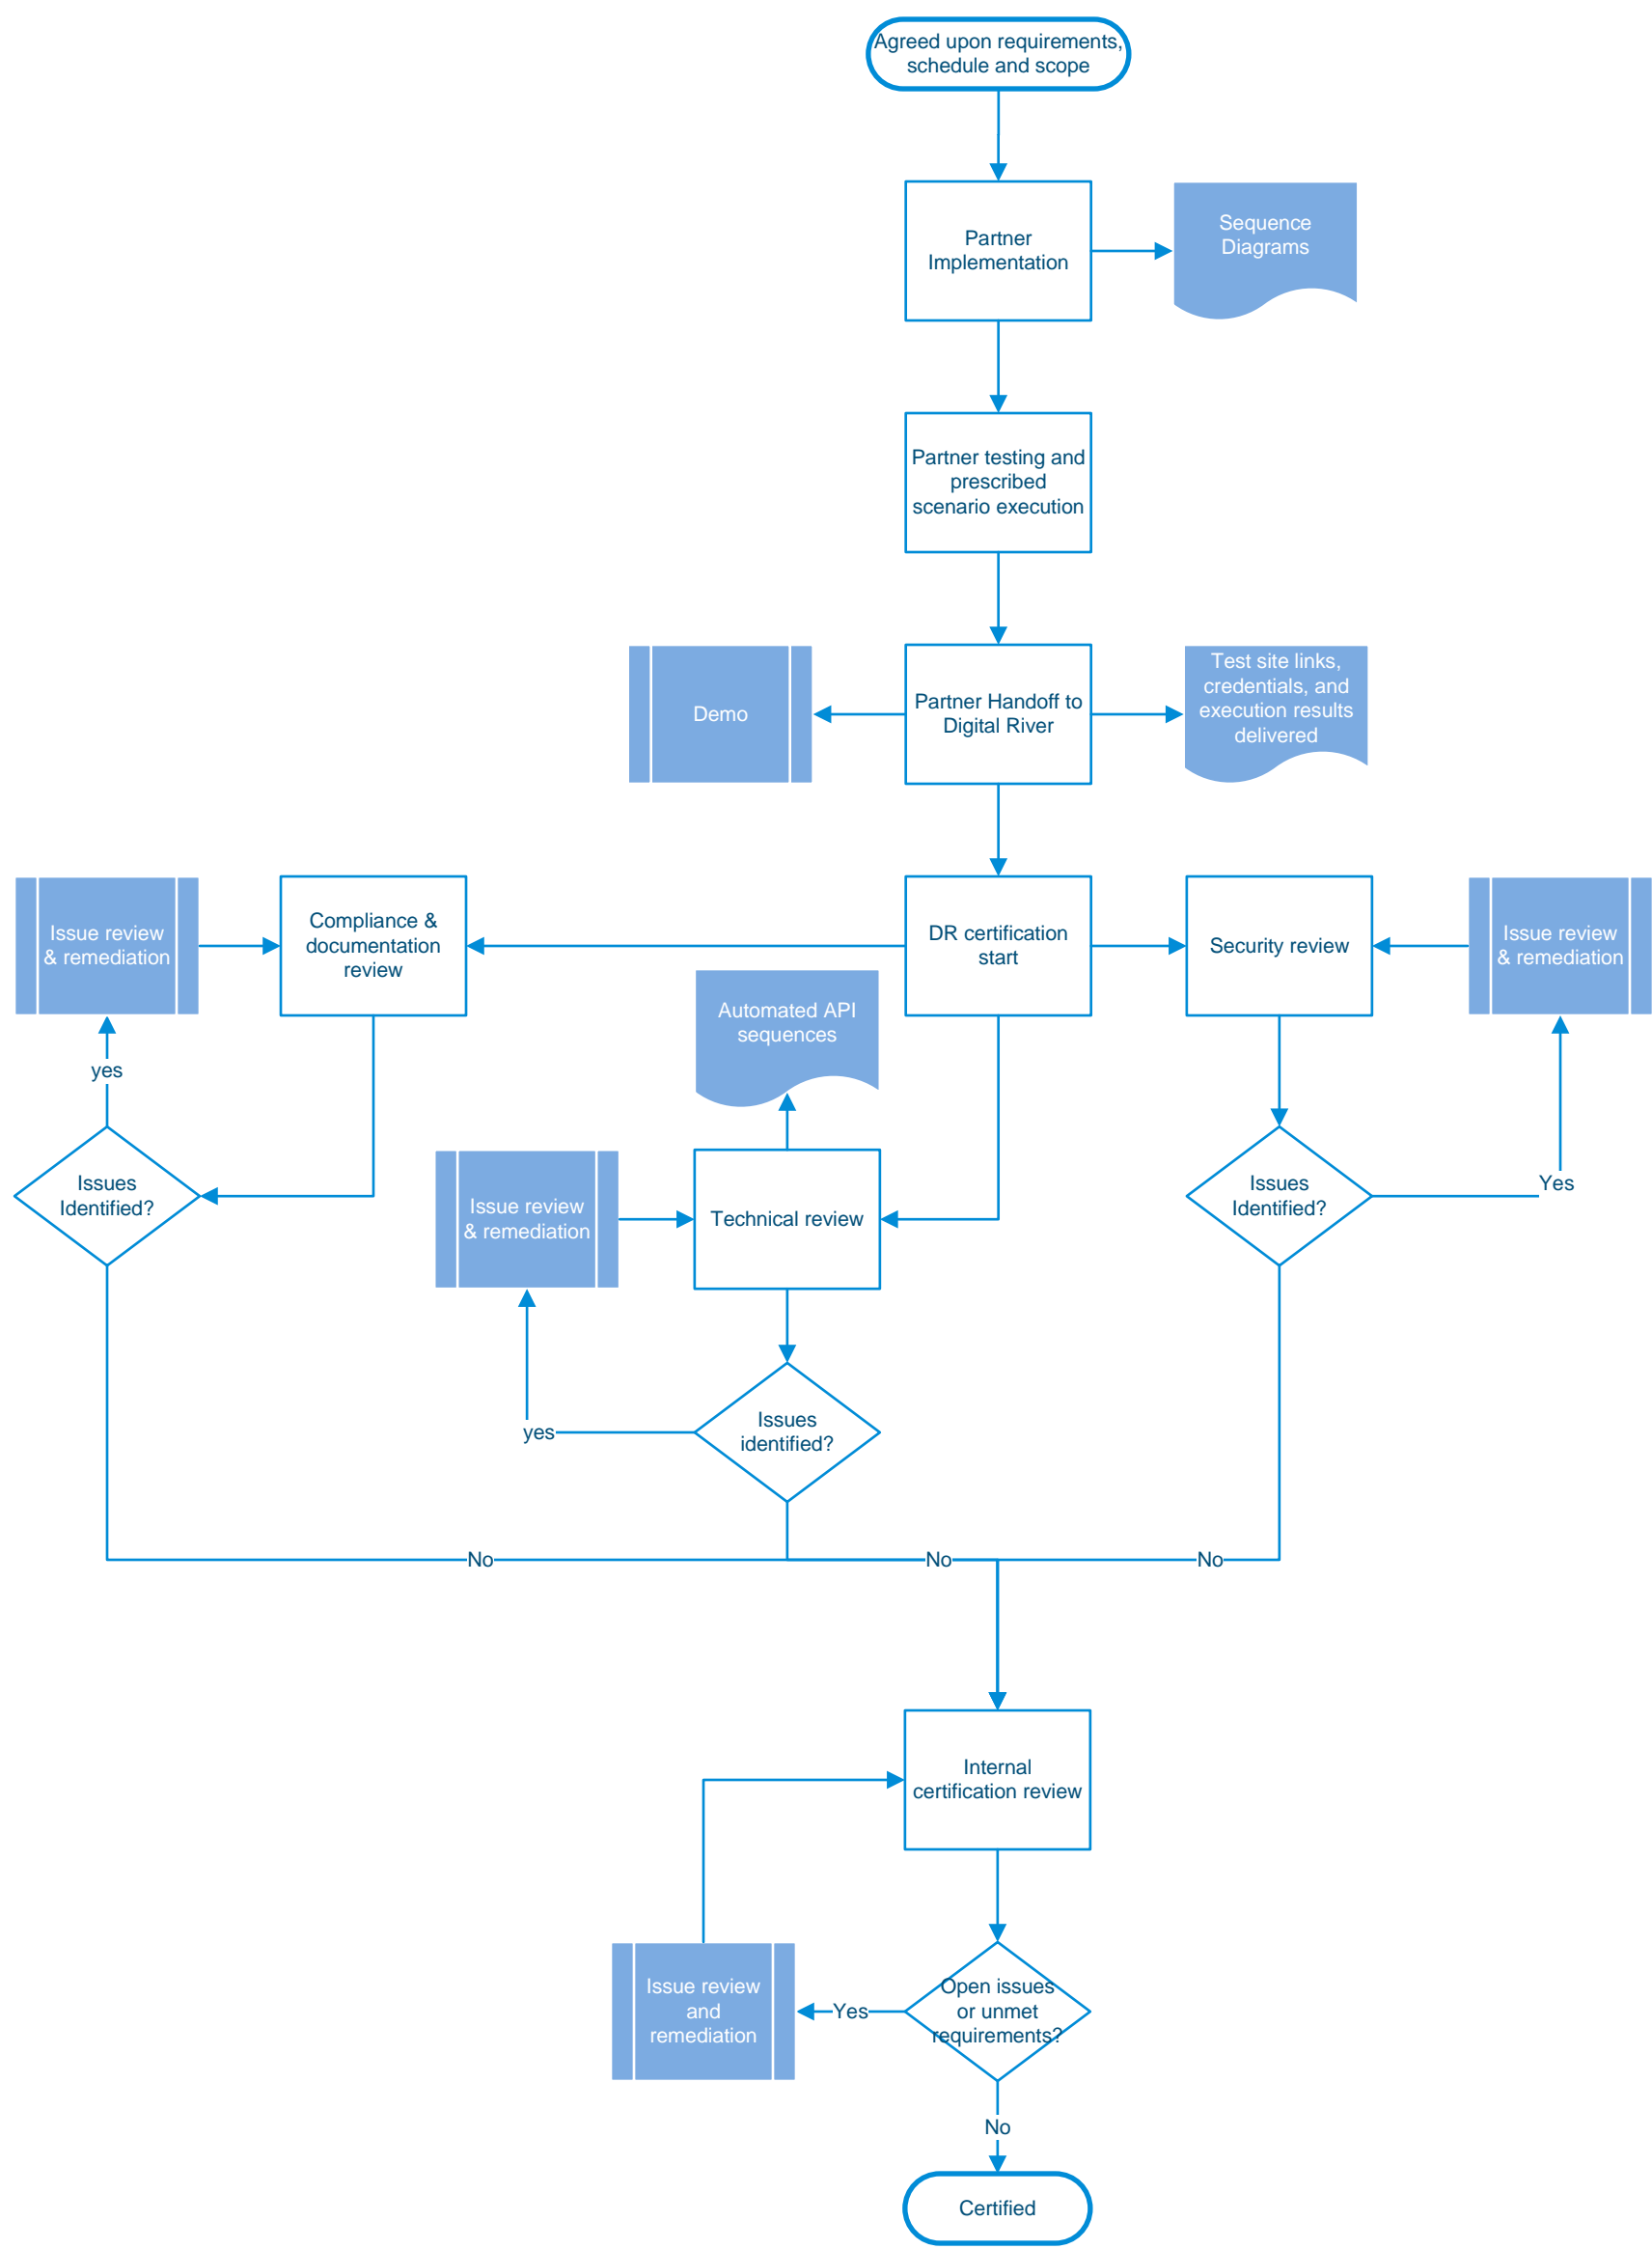 Agreed upon requirements,
schedule and scope
Partner
Implementation
Sequence
Diagrams
Partner testing and
prescribed
scenario execution
Demo
Partner Handoff to
Digital River
Test site links,
credentials, and
execution results
delivered
Issue review
& remediation
Compliance &
documentation
review
DR certification
start
Security review
Issue review
& remediation
Automated API
sequences
yes
Issues
Identified?
Issue review
& remediation
Technical review
Issues
Identified?
Yes
yes
Issues
identified?
No
No
No
Internal
certification review
Issue review
and
remediation
Yes
Open issues
or unmet
requirements?
No
Certified